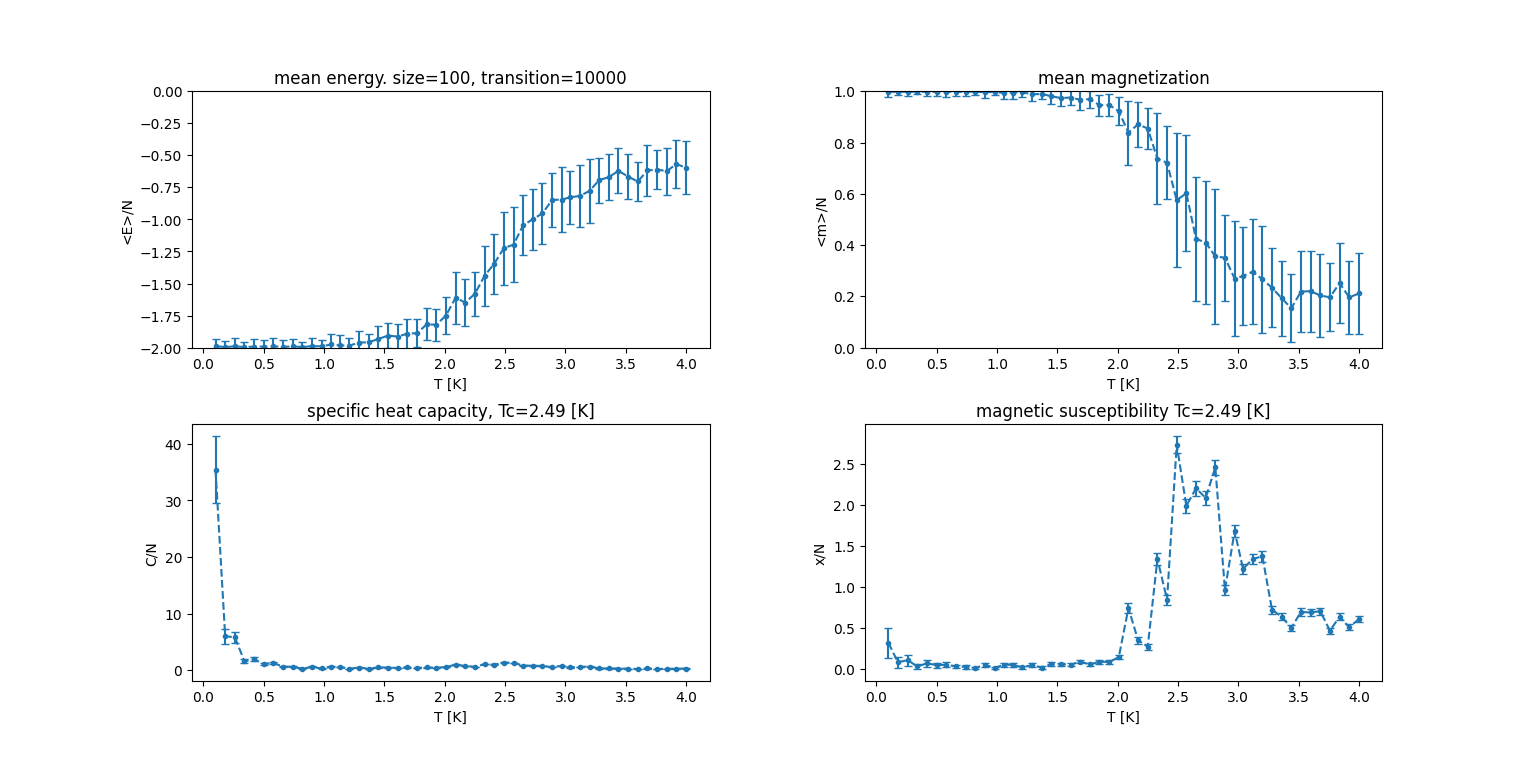 mean energy. size=100, transition=10000
0.00
−0.25
−0.50
−0.75
−1.00
−1.25
−1.50
−1.75
−2.00
<E>/N
0.0 0.5 1.0 1.5 2.0 2.5 3.0 3.5 4.0
T [K]
mean magnetization
1.0
0.8
0.6
0.4
0.2
0.0
<m>/N
0.0 0.5 1.0 1.5 2.0 2.5 3.0 3.5 4.0
T [K]
specific heat capacity, Tc=2.49 [K]
40
30
20
10
0
C/N
0.0 0.5 1.0 1.5 2.0 2.5 3.0 3.5 4.0
T [K]
magnetic susceptibility Tc=2.49 [K]
2.5
2.0
1.5
1.0
0.5
0.0
x/N
0.0 0.5 1.0 1.5 2.0 2.5 3.0 3.5 4.0
T [K]